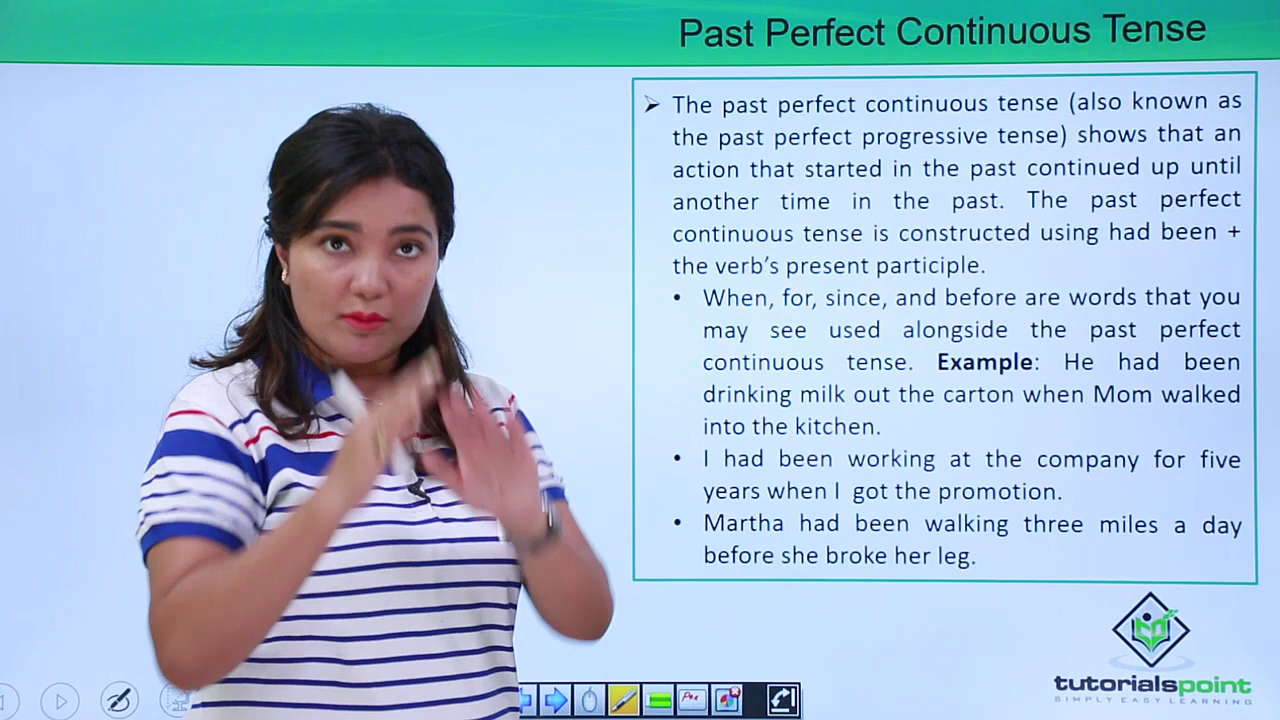 Past Perfect Continuous Tense
➢ The past perfect continuous tense (also known as
the past perfect progressive tense) shows that an
action that started in the past continued up until
another time in the past. The past perfect
continuous tense is constructed using had been +
the verb's present participle.
• When, for, since, and before are words that you
may see used alongside the past perfect
continuous tense. Example: He had been
drinking milk out the carton when Mom walked
into the kitchen.
• I had been working at the company for five
years when I got the promotion.
• Martha had been walking three miles a day
before she broke her leg.
tutorialspoint
SIMPLY EASY LEARNING
Pen